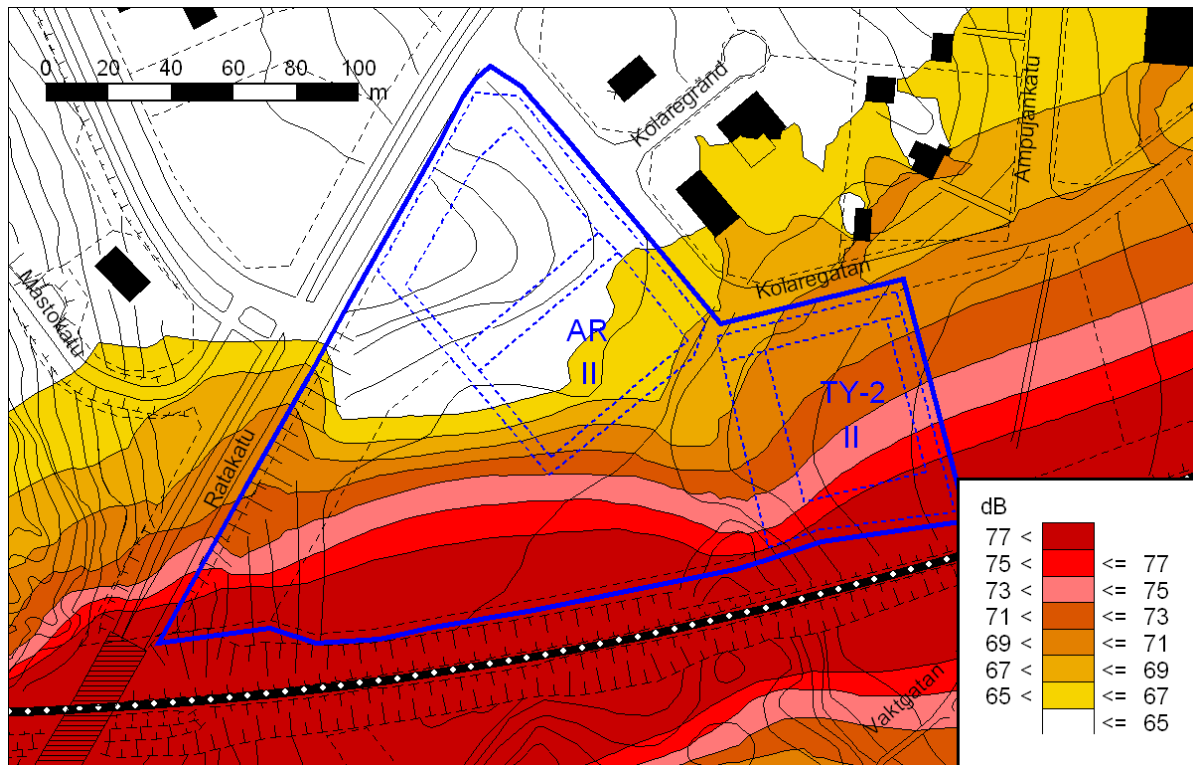 0 20 40 60 80 100
m
Kolaregränd
Ampujankatu
Mastokatu
Kolaregatan
AR
II
TY-2
II
Ratakatu
Vaktgatan
dB
77 <
75 < <= 77
73 < <= 75
71 < <= 73
69 < <= 71
67 < <= 69
65 < <= 67
<= 65